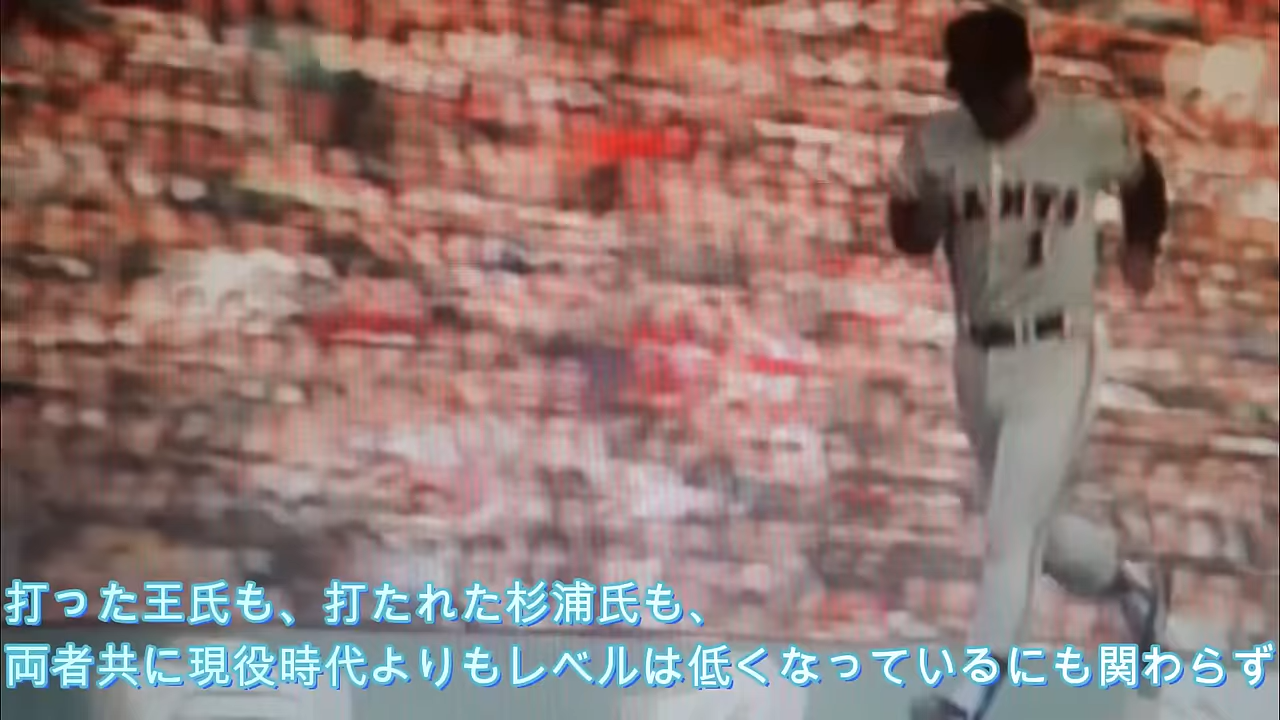 打った王氏も、打たれた杉浦氏も、
両者共に現役時代よりもレベルは低くなっているにも関わらず
1